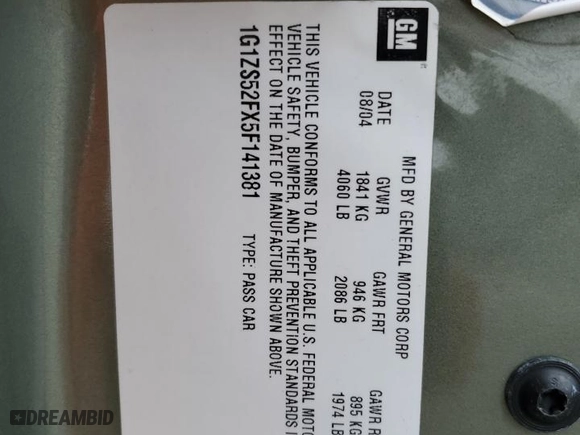 GM
MFD BY GENERAL MOTORS CORP
DATE GVWR GAWR FRT GAWR
08/04 1841 KG 946 KG 895 KG
4060 LB 2086 LB 1974 LB
THIS VEHICLE CONFORMS TO ALL APPLICABLE U.S. FEDERAL
VEHICLE SAFETY, BUMPER, AND THEFT PREVENTION STANDARDS
EFFECT ON THE DATE OF MANUFACTURE SHOWN ABOVE.
1G1ZS52FX5F141381 TYPE: PASS CAR
DREAMBID